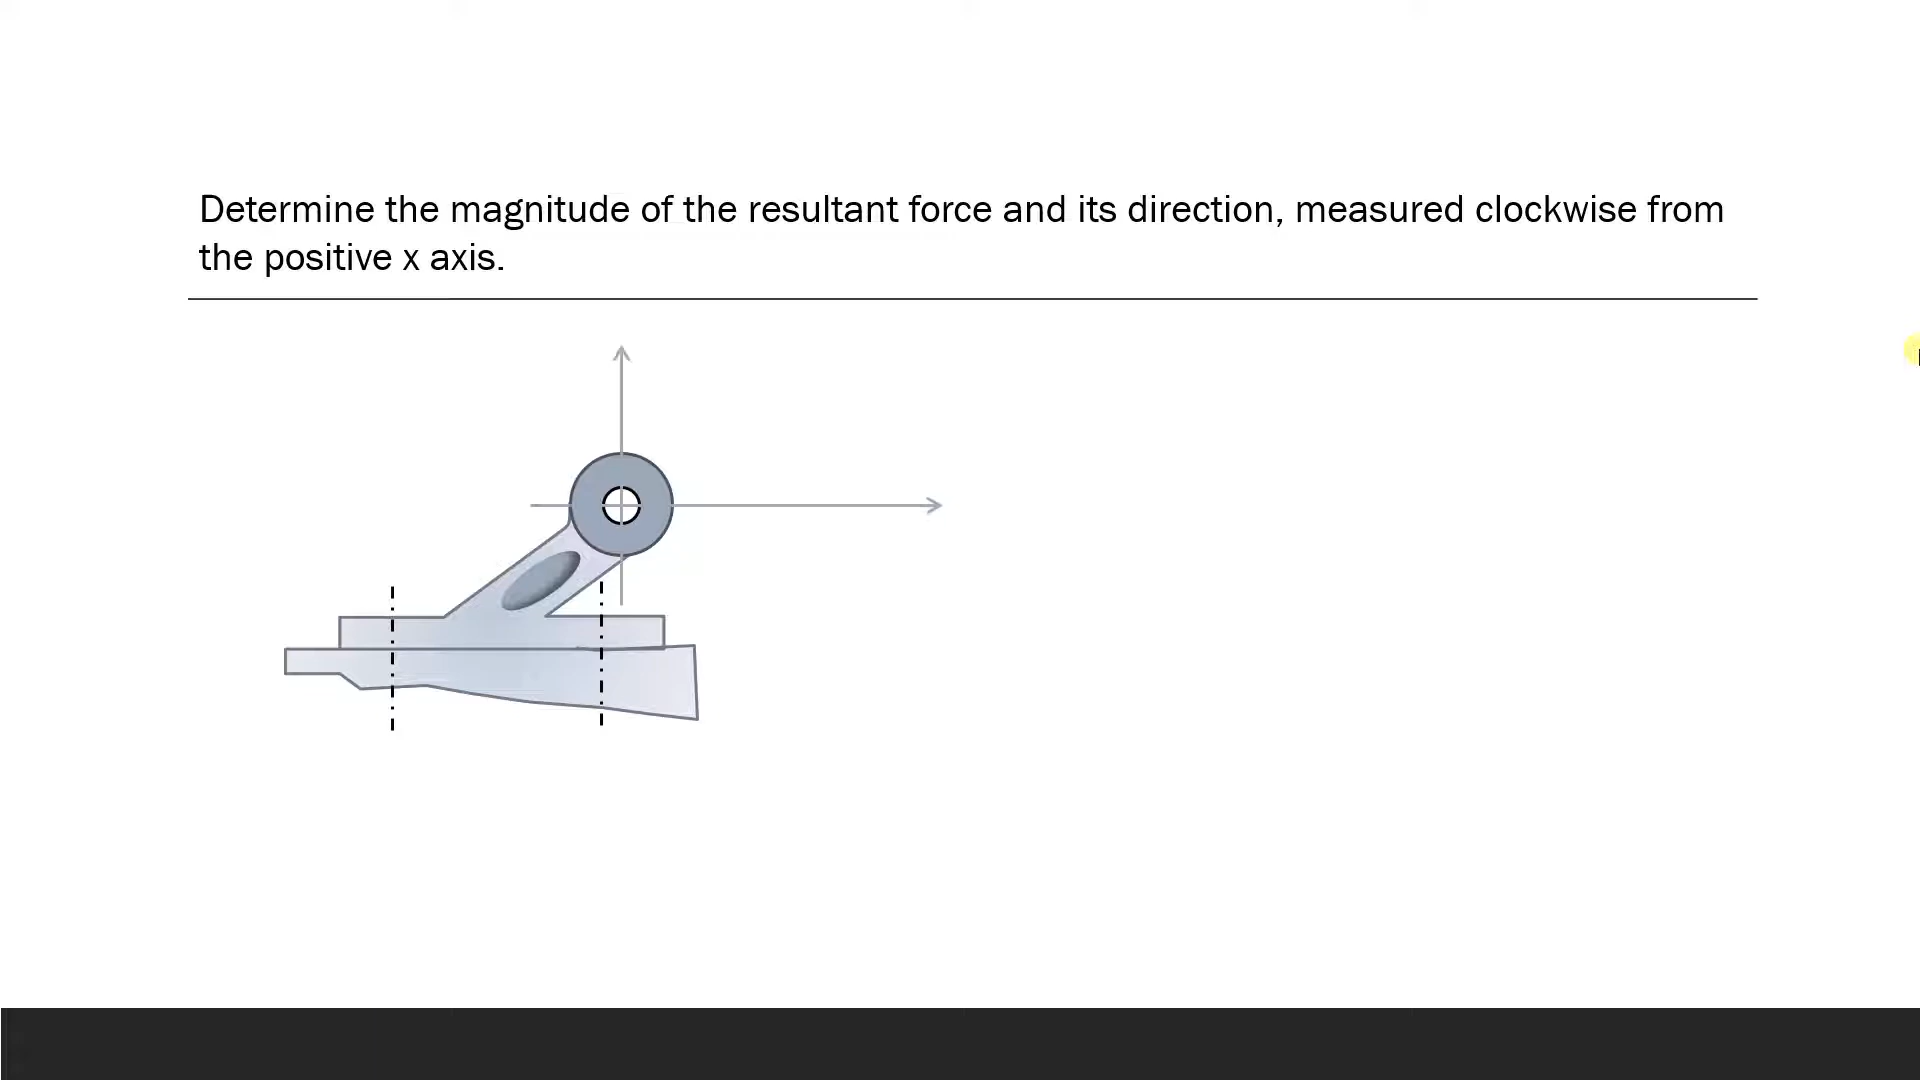 Determine the magnitude of the resultant force and its direction, measured clockwise from
the positive x axis.